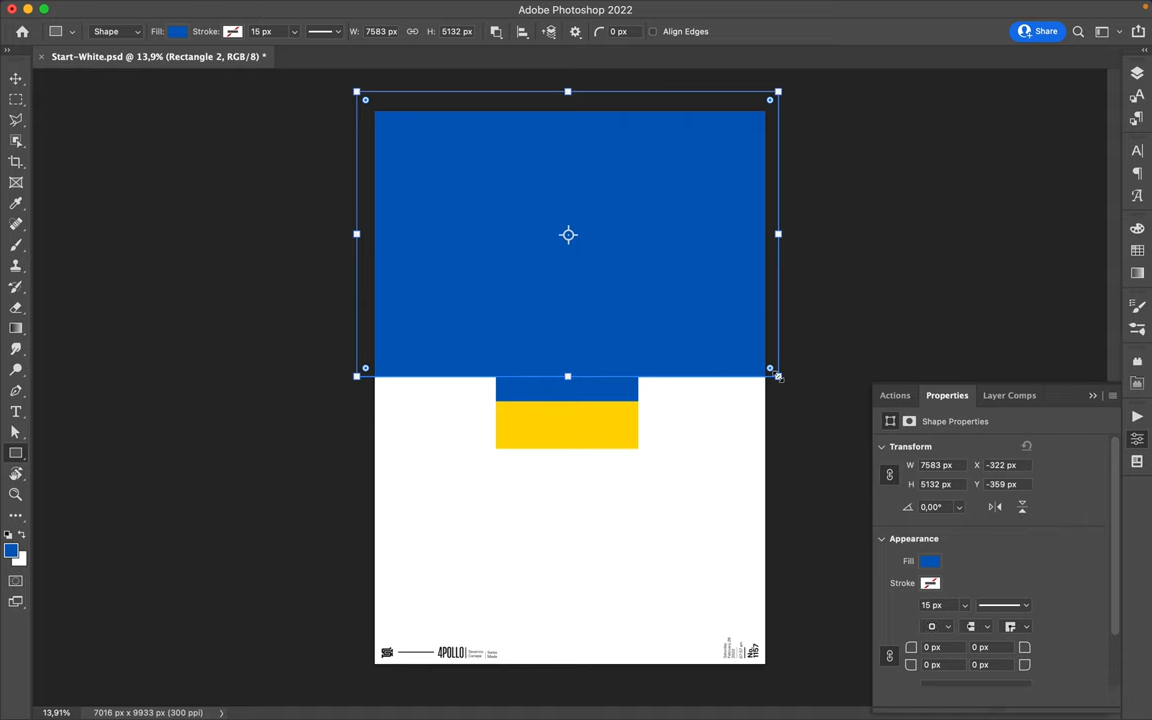 Adobe Photoshop 2022
Shape
Fill:
Stroke:
15 px
W: 7583 px
H: 5132 px
0 px
Align Edges
Share
Start-White.psd @ 13,9% (Rectangle 2, RGB/8) *
Actions
Properties
Layer Comps
Shape Properties
Transform
W 7583 px
X -322 px
H 5132 px
Y -359 px
0,00°
Appearance
Fill
Stroke
15 px
0 px
0 px
0 px
0 px
4POLLO
No.
1157
13,91%
7016 px x 9933 px (300 ppi)